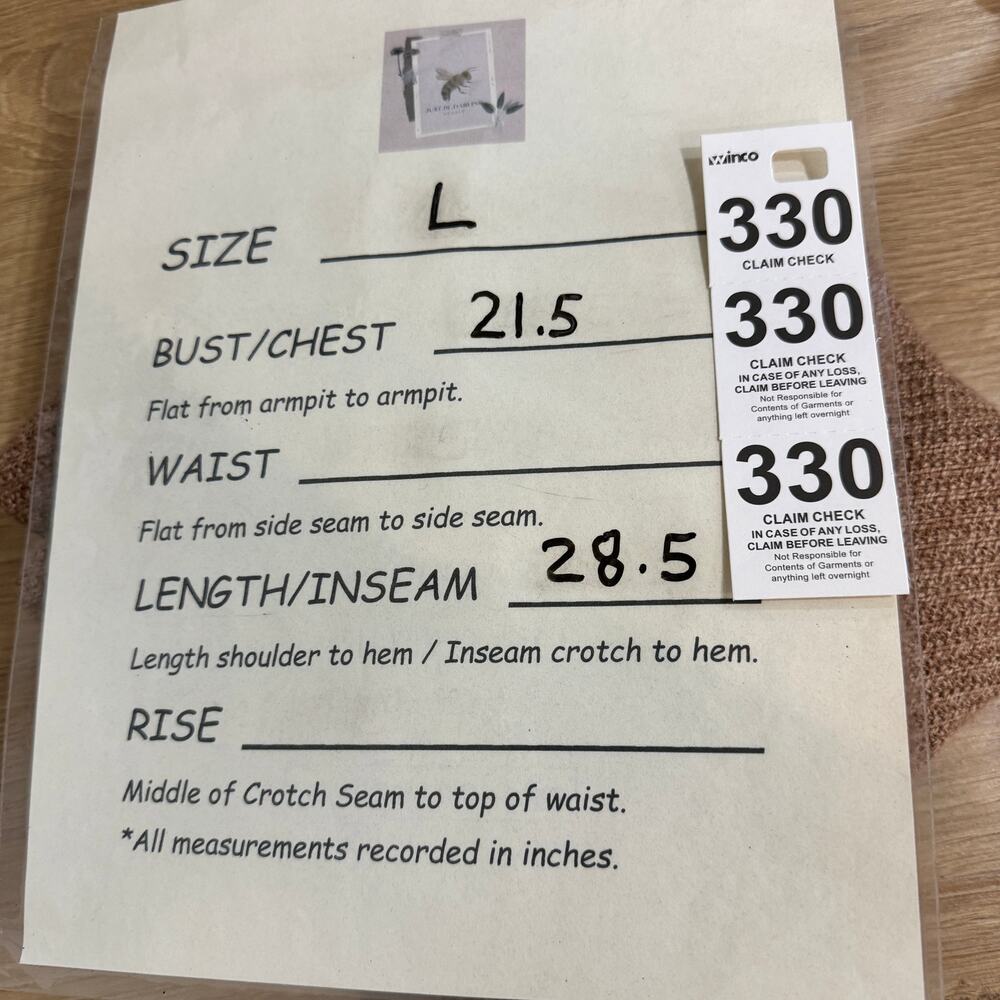 JUST BE DARLING
L
SIZE
21.5
BUST/CHEST
Flat from armpit to armpit.
WAIST
Flat from side seam to side seam.
28.5
LENGTH/INSEAM
Length shoulder to hem / Inseam crotch to hem.
RISE
Middle of Crotch Seam to top of waist.
*All measurements recorded in inches.
winco
330
CLAIM CHECK
330
CLAIM CHECK
IN CASE OF ANY LOSS,
CLAIM BEFORE LEAVING
Not Responsible for
Contents of Garments or
anything left overnight
330
CLAIM CHECK
IN CASE OF ANY LOSS,
CLAIM BEFORE LEAVING
Not Responsible for
Contents of Garments or
anything left overnight